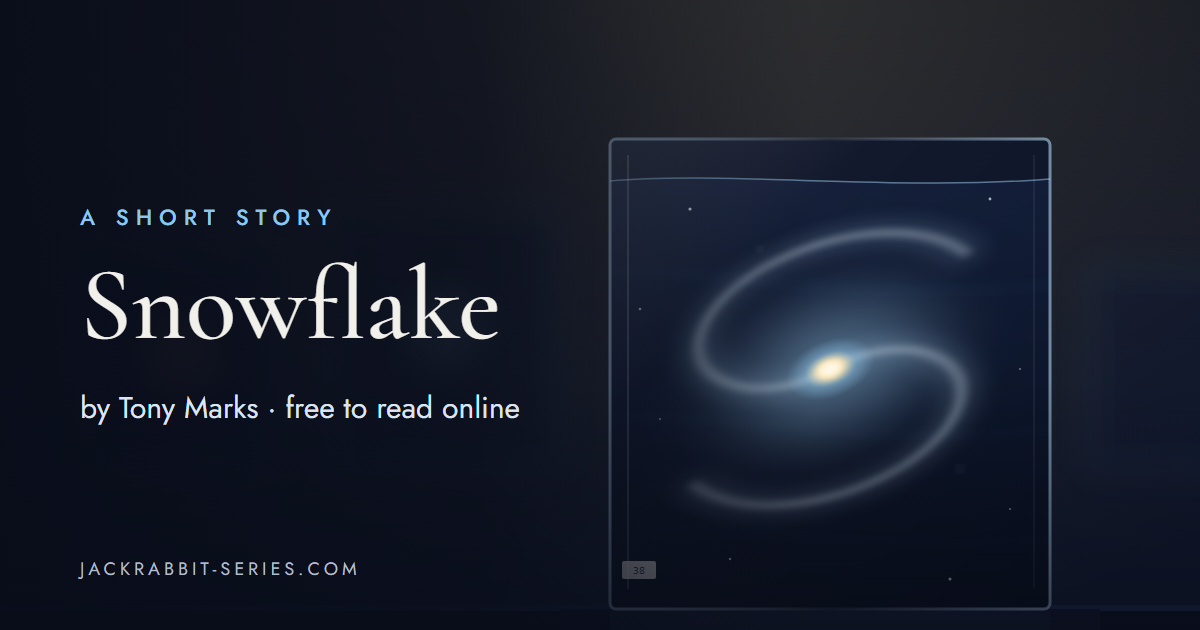 A SHORT STORY
Snowflake
by Tony Marks · free to read online
JACKRABBIT-SERIES.COM
38